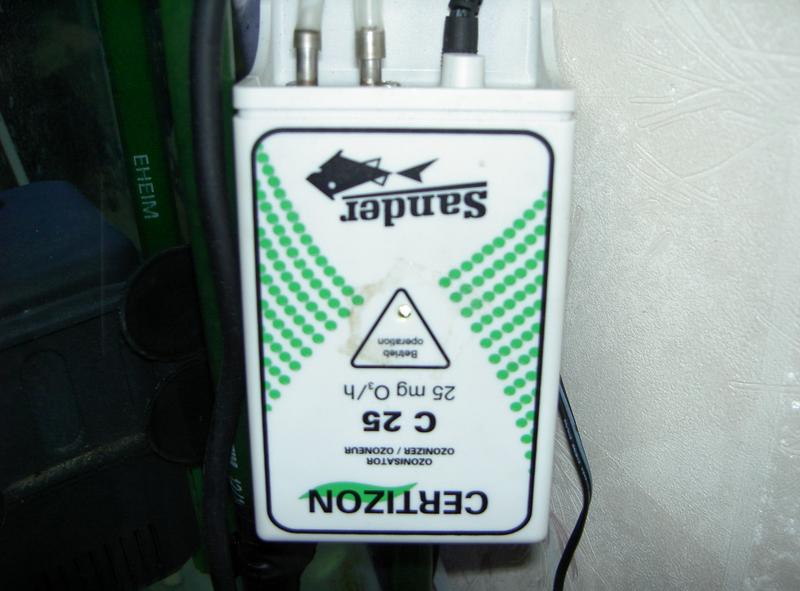 CERTIZON
OZONISATOR
OZONIZER / OZONEUR
C 25
25 mg O₃/h
Betrieb
operation
Sander
EHEIM